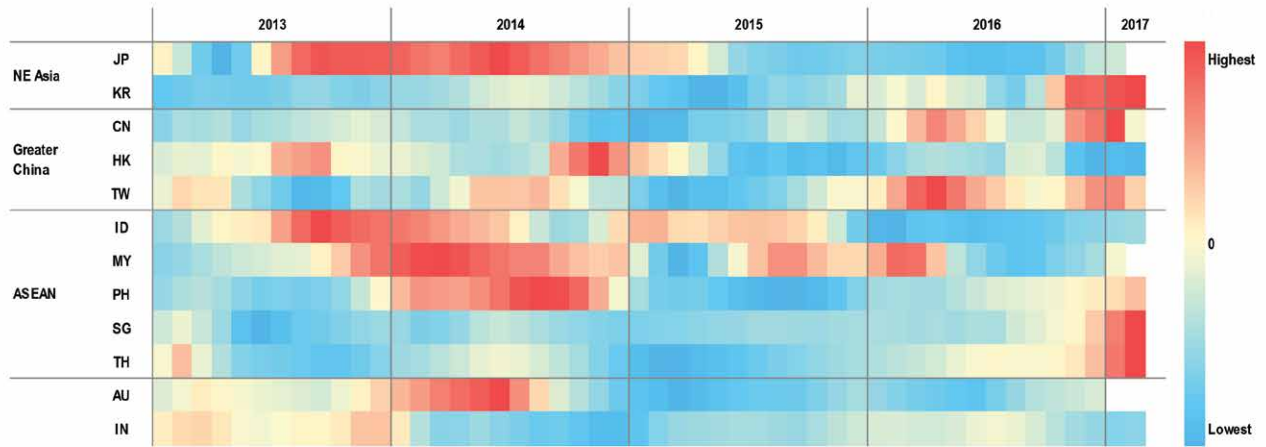 2013 2014 2015 2016 2017
NE Asia
JP
KR
Greater
China
CN
HK
TW
ASEAN
ID
MY
PH
SG
TH
AU
IN
Highest
0
Lowest